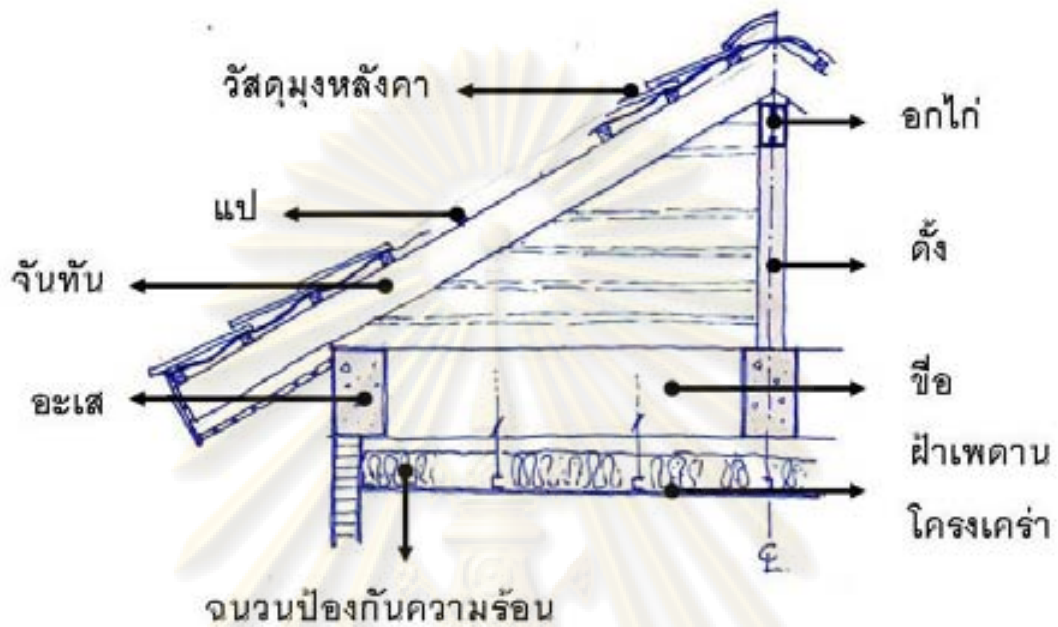 วัสดุมุงหลังคา
อกไก่
แป
ดั้ง
จันทัน
อะเส
ขื่อ
ฝ้าเพดาน
โครงเคร่า
ฉนวนป้องกันความร้อน